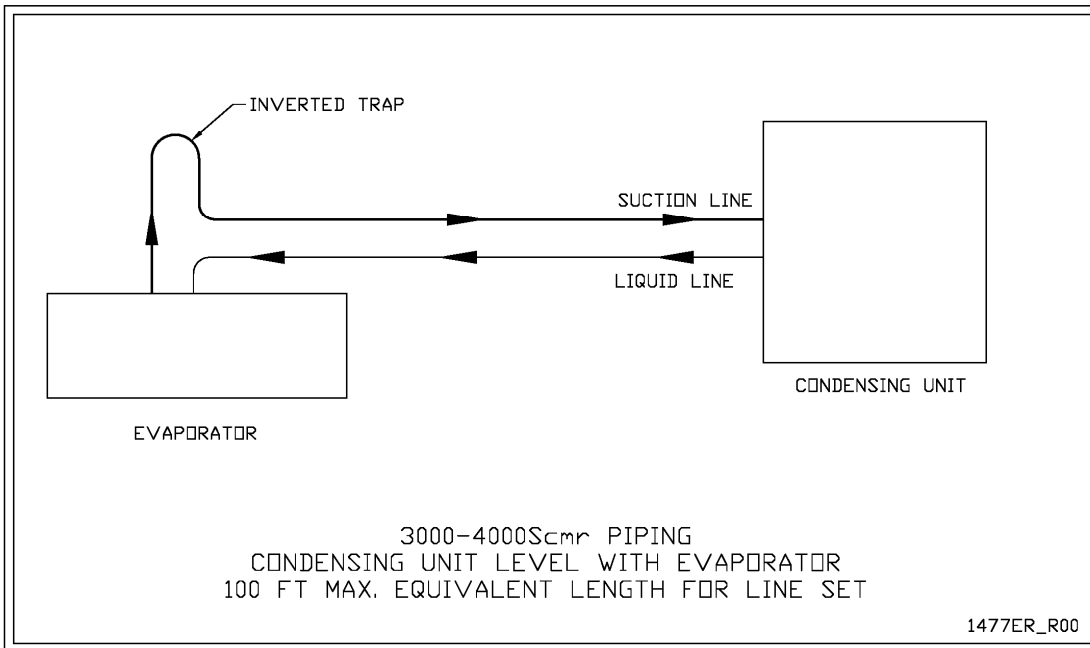 INVERTED TRAP
SUCTION LINE
LIQUID LINE
CONDENSING UNIT
EVAPORATOR
3000-4000Scmr PIPING
CONDENSING UNIT LEVEL WITH EVAPORATOR
100 FT MAX. EQUIVALENT LENGTH FOR LINE SET
1477ER_R00